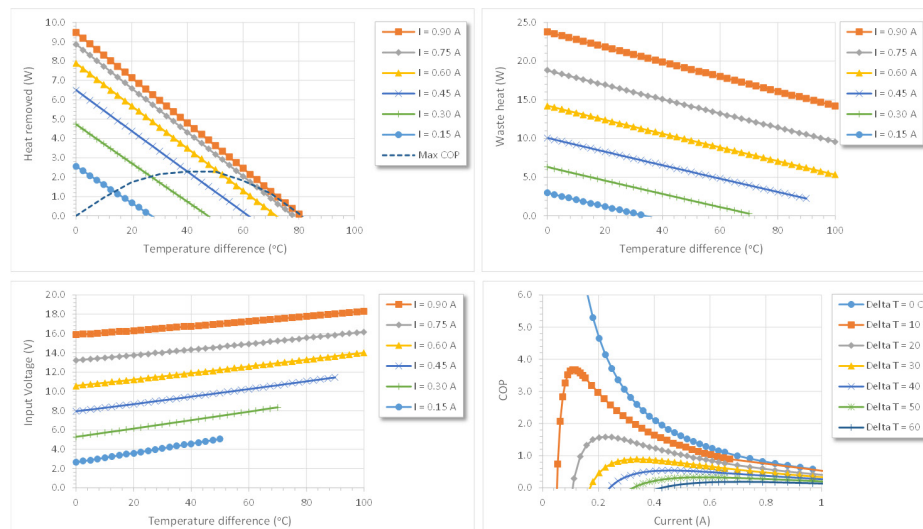 10.0
9.0
8.0
7.0
6.0
5.0
4.0
3.0
2.0
1.0
0.0
0
20
40
60
80
100
Heat removed (W)
Temperature difference (°C)
I = 0.90 A
I = 0.75 A
I = 0.60 A
I = 0.45 A
I = 0.30 A
I = 0.15 A
Max COP
25.0
20.0
15.0
10.0
5.0
0.0
0
20
40
60
80
100
Waste heat (W)
Temperature difference (°C)
I = 0.90 A
I = 0.75 A
I = 0.60 A
I = 0.45 A
I = 0.30 A
I = 0.15 A
20.0
18.0
16.0
14.0
12.0
10.0
8.0
6.0
4.0
2.0
0.0
0
20
40
60
80
100
Input Voltage (V)
Temperature difference (°C)
I = 0.90 A
I = 0.75 A
I = 0.60 A
I = 0.45 A
I = 0.30 A
I = 0.15 A
6.0
5.0
4.0
3.0
2.0
1.0
0.0
0
0.2
0.4
0.6
0.8
1
COP
Current (A)
Delta T = 0 C
Delta T = 10
Delta T = 20
Delta T = 30
Delta T = 40
Delta T = 50
Delta T = 60